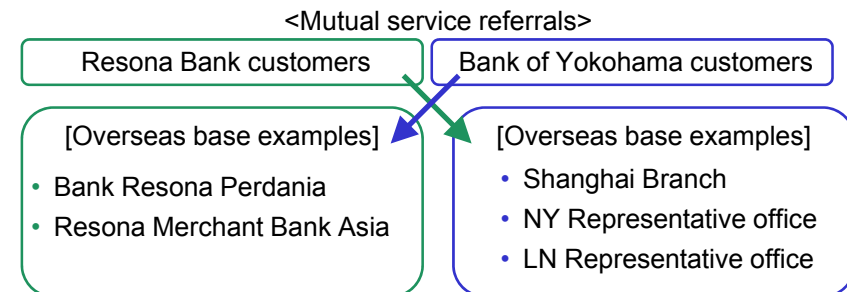 <Mutual service referrals>
Resona Bank customers
Bank of Yokohama customers
[Overseas base examples]
• Bank Resona Perdania
• Resona Merchant Bank Asia
[Overseas base examples]
• Shanghai Branch
• NY Representative office
• LN Representative office